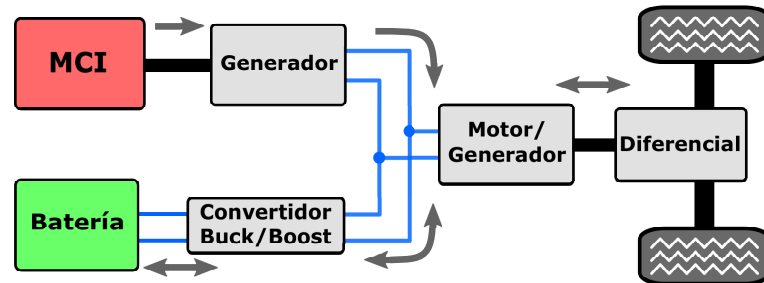 MCI
Generador
Motor/
Generador
Diferencial
Batería
Convertidor
Buck/Boost